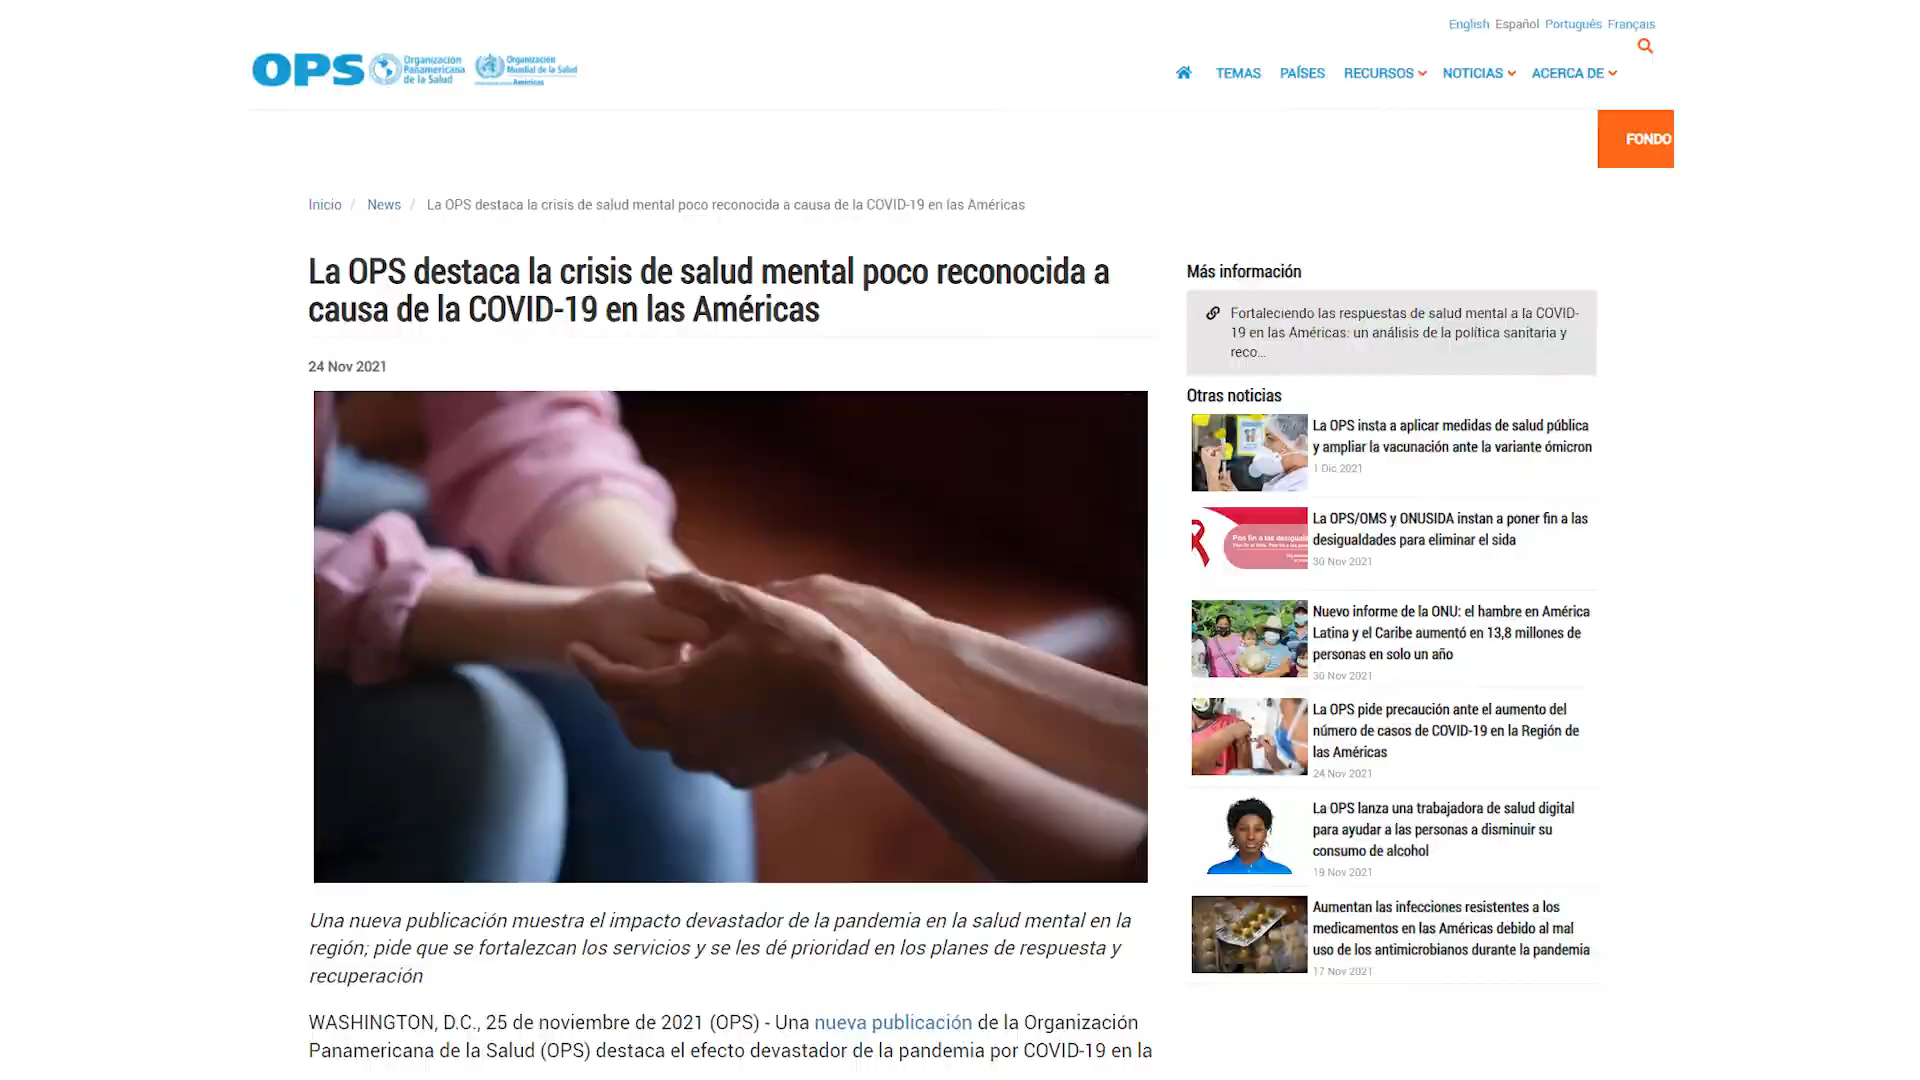 English Español Português Français
OPS Organización
Panamericana
de la Salud
Organización
Mundial de la Salud
Américas
TEMAS PAÍSES RECURSOS NOTICIAS ACERCA DE
FONDO
Inicio / News / La OPS destaca la crisis de salud mental poco reconocida a causa de la COVID-19 en las Américas
La OPS destaca la crisis de salud mental poco reconocida a
causa de la COVID-19 en las Américas
24 Nov 2021
Una nueva publicación muestra el impacto devastador de la pandemia en la salud mental en la
región; pide que se fortalezcan los servicios y se les dé prioridad en los planes de respuesta y
recuperación
WASHINGTON, D.C., 25 de noviembre de 2021 (OPS) - Una nueva publicación de la Organización
Panamericana de la Salud (OPS) destaca el efecto devastador de la pandemia por COVID-19 en la
Más información
Fortaleciendo las respuestas de salud mental a la COVID-
19 en las Américas: un análisis de la política sanitaria y
reco...
Otras noticias
La OPS insta a aplicar medidas de salud pública
y ampliar la vacunación ante la variante ómicron
1 Dic 2021
La OPS/OMS y ONUSIDA instan a poner fin a las
desigualdades para eliminar el sida
30 Nov 2021
Nuevo informe de la ONU: el hambre en América
Latina y el Caribe aumentó en 13,8 millones de
personas en solo un año
30 Nov 2021
La OPS pide precaución ante el aumento del
número de casos de COVID-19 en la Región de
las Américas
24 Nov 2021
La OPS lanza una trabajadora de salud digital
para ayudar a las personas a disminuir su
consumo de alcohol
19 Nov 2021
Aumentan las infecciones resistentes a los
medicamentos en las Américas debido al mal
uso de los antimicrobianos durante la pandemia
17 Nov 2021